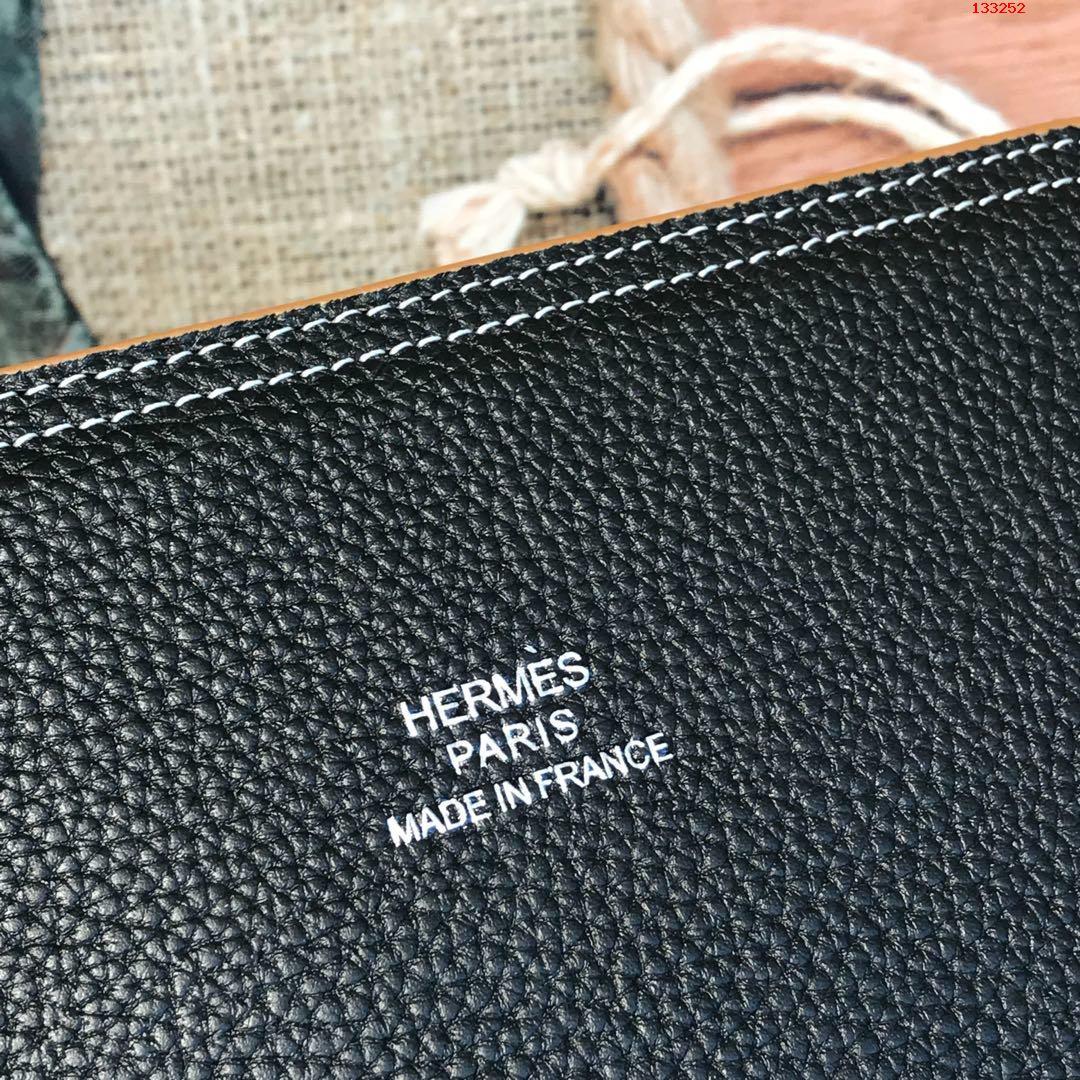 133252
HERMÈS
PARIS
MADE IN FRANCE